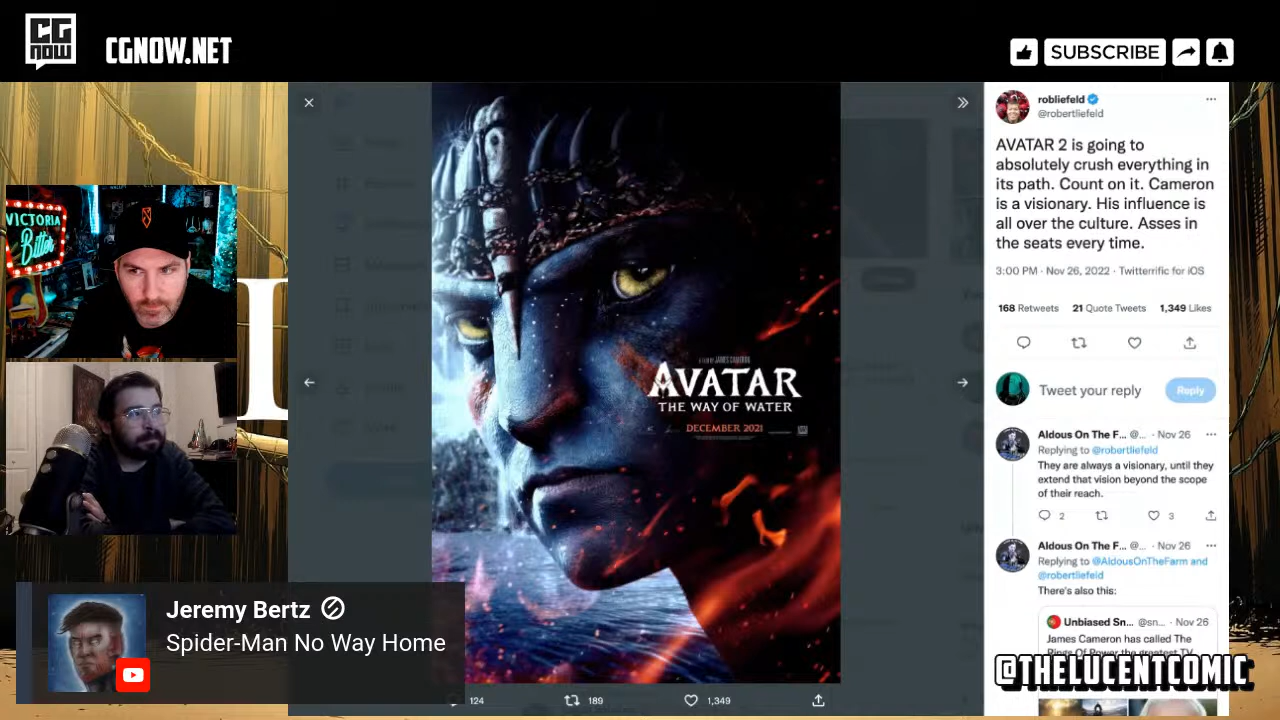 CG
NOW
CGNOW.NET
SUBSCRIBE
VICTORIA
Bitter
AVATAR
THE WAY OF WATER
DECEMBER 2021
robliefeld
@robertliefeld
AVATAR 2 is going to
absolutely crush everything in
its path. Count on it. Cameron
is a visionary. His influence is
all over the culture. Asses in
the seats every time.
3:00 PM · Nov 26, 2022 · Twitterrific for iOS
168 Retweets 21 Quote Tweets 1,349 Likes
Tweet your reply
Reply
Aldous On The F... @... · Nov 26
Replying to @robertliefeld
They are always a visionary, until they
extend that vision beyond the scope
of their reach.
2 3
Aldous On The F... @... · Nov 26
Replying to @AldousOnTheFarm and
@robertliefeld
There's also this:
Unbiased Sn... @sn... · Nov 26
James Cameron has called The
Rings Of Power the greatest TV
@THELUCENTCOMIC
Jeremy Bertz
Spider-Man No Way Home
124 189 1,349